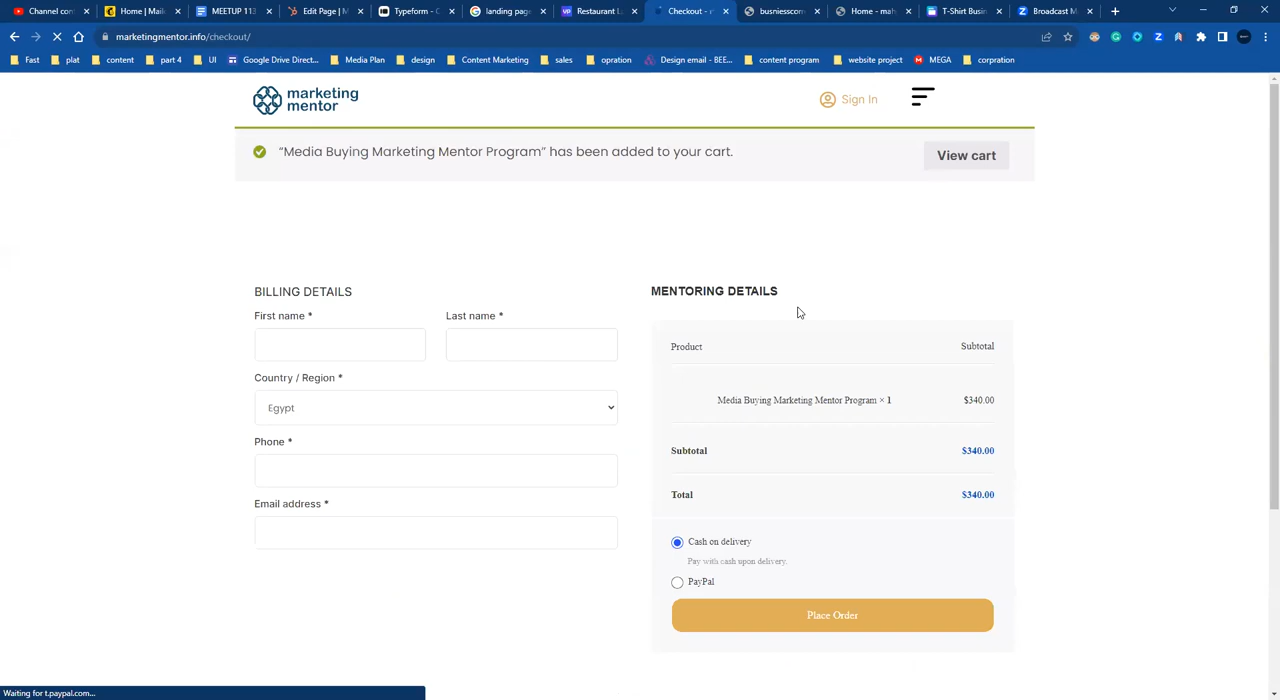 Channel con
Home | Mail
MEETUP 113
Edit Page | M
Typeform - C
landing page
Restaurant L
Checkout - m
busniesscon
Home - mah
T-Shirt Busin
Broadcast M
marketingmentor.info/checkout/
Fast
plat
content
part 4
UI
Google Drive Direct...
Media Plan
design
Content Marketing
sales
opration
Design email - BEE...
content program
website project
MEGA
corpration
marketing
mentor
Sign In
“Media Buying Marketing Mentor Program” has been added to your cart.
View cart
BILLING DETAILS
MENTORING DETAILS
First name *
Last name *
Product
Subtotal
Country / Region *
Egypt
Media Buying Marketing Mentor Program × 1
$340.00
Phone *
Subtotal
$340.00
Total
$340.00
Email address *
Cash on delivery
Pay with cash upon delivery.
PayPal
Place Order
Waiting for t.paypal.com...